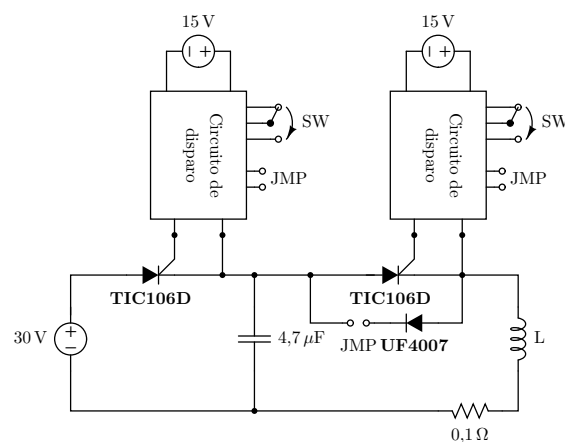 15 V
15 V
Circuito de
disparo
SW
JMP
Circuito de
disparo
SW
JMP
TIC106D
TIC106D
30 V
4,7 μF
JMP
UF4007
L
0,1 Ω